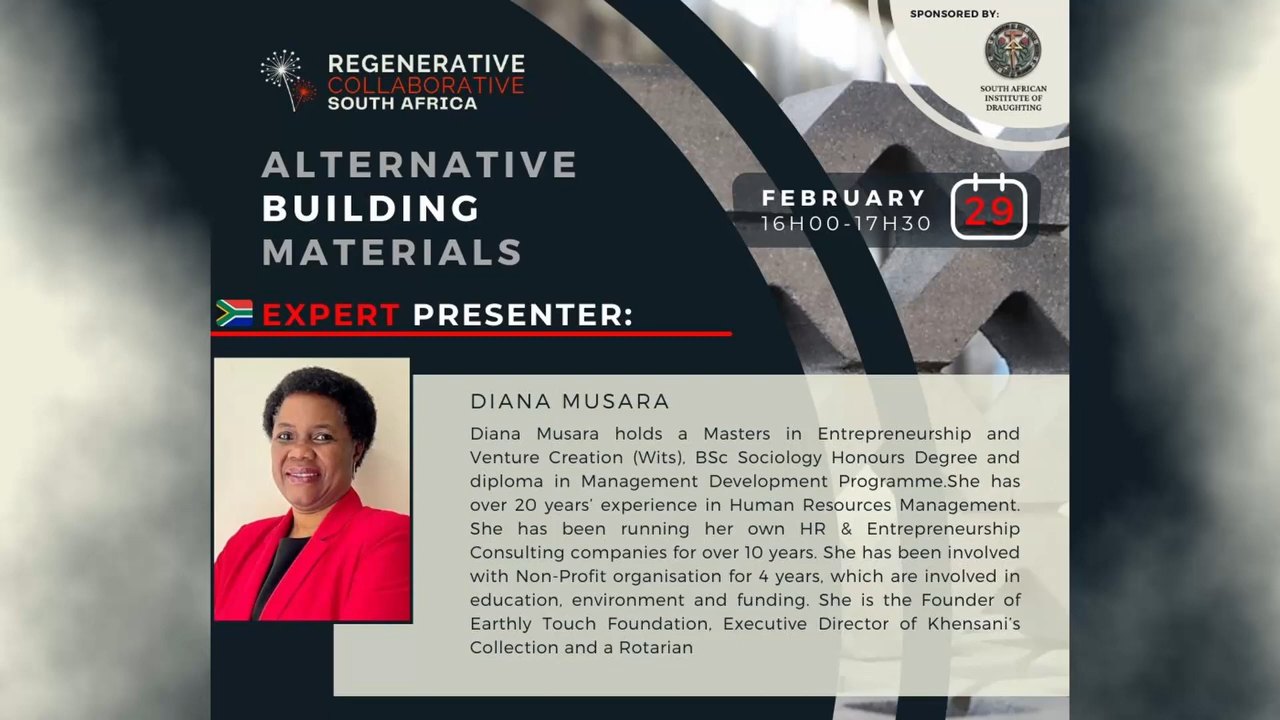 SPONSORED BY:
SOUTH AFRICAN
INSTITUTE OF
DRAUGHTING
REGENERATIVE
COLLABORATIVE
SOUTH AFRICA
ALTERNATIVE
BUILDING
MATERIALS
FEBRUARY
16H00-17H30
29
EXPERT PRESENTER:
DIANA MUSARA
Diana Musara holds a Masters in Entrepreneurship and
Venture Creation (Wits), BSc Sociology Honours Degree and
diploma in Management Development Programme.She has
over 20 years' experience in Human Resources Management.
She has been running her own HR & Entrepreneurship
Consulting companies for over 10 years. She has been involved
with Non-Profit organisation for 4 years, which are involved in
education, environment and funding. She is the Founder of
Earthly Touch Foundation, Executive Director of Khensani's
Collection and a Rotarian